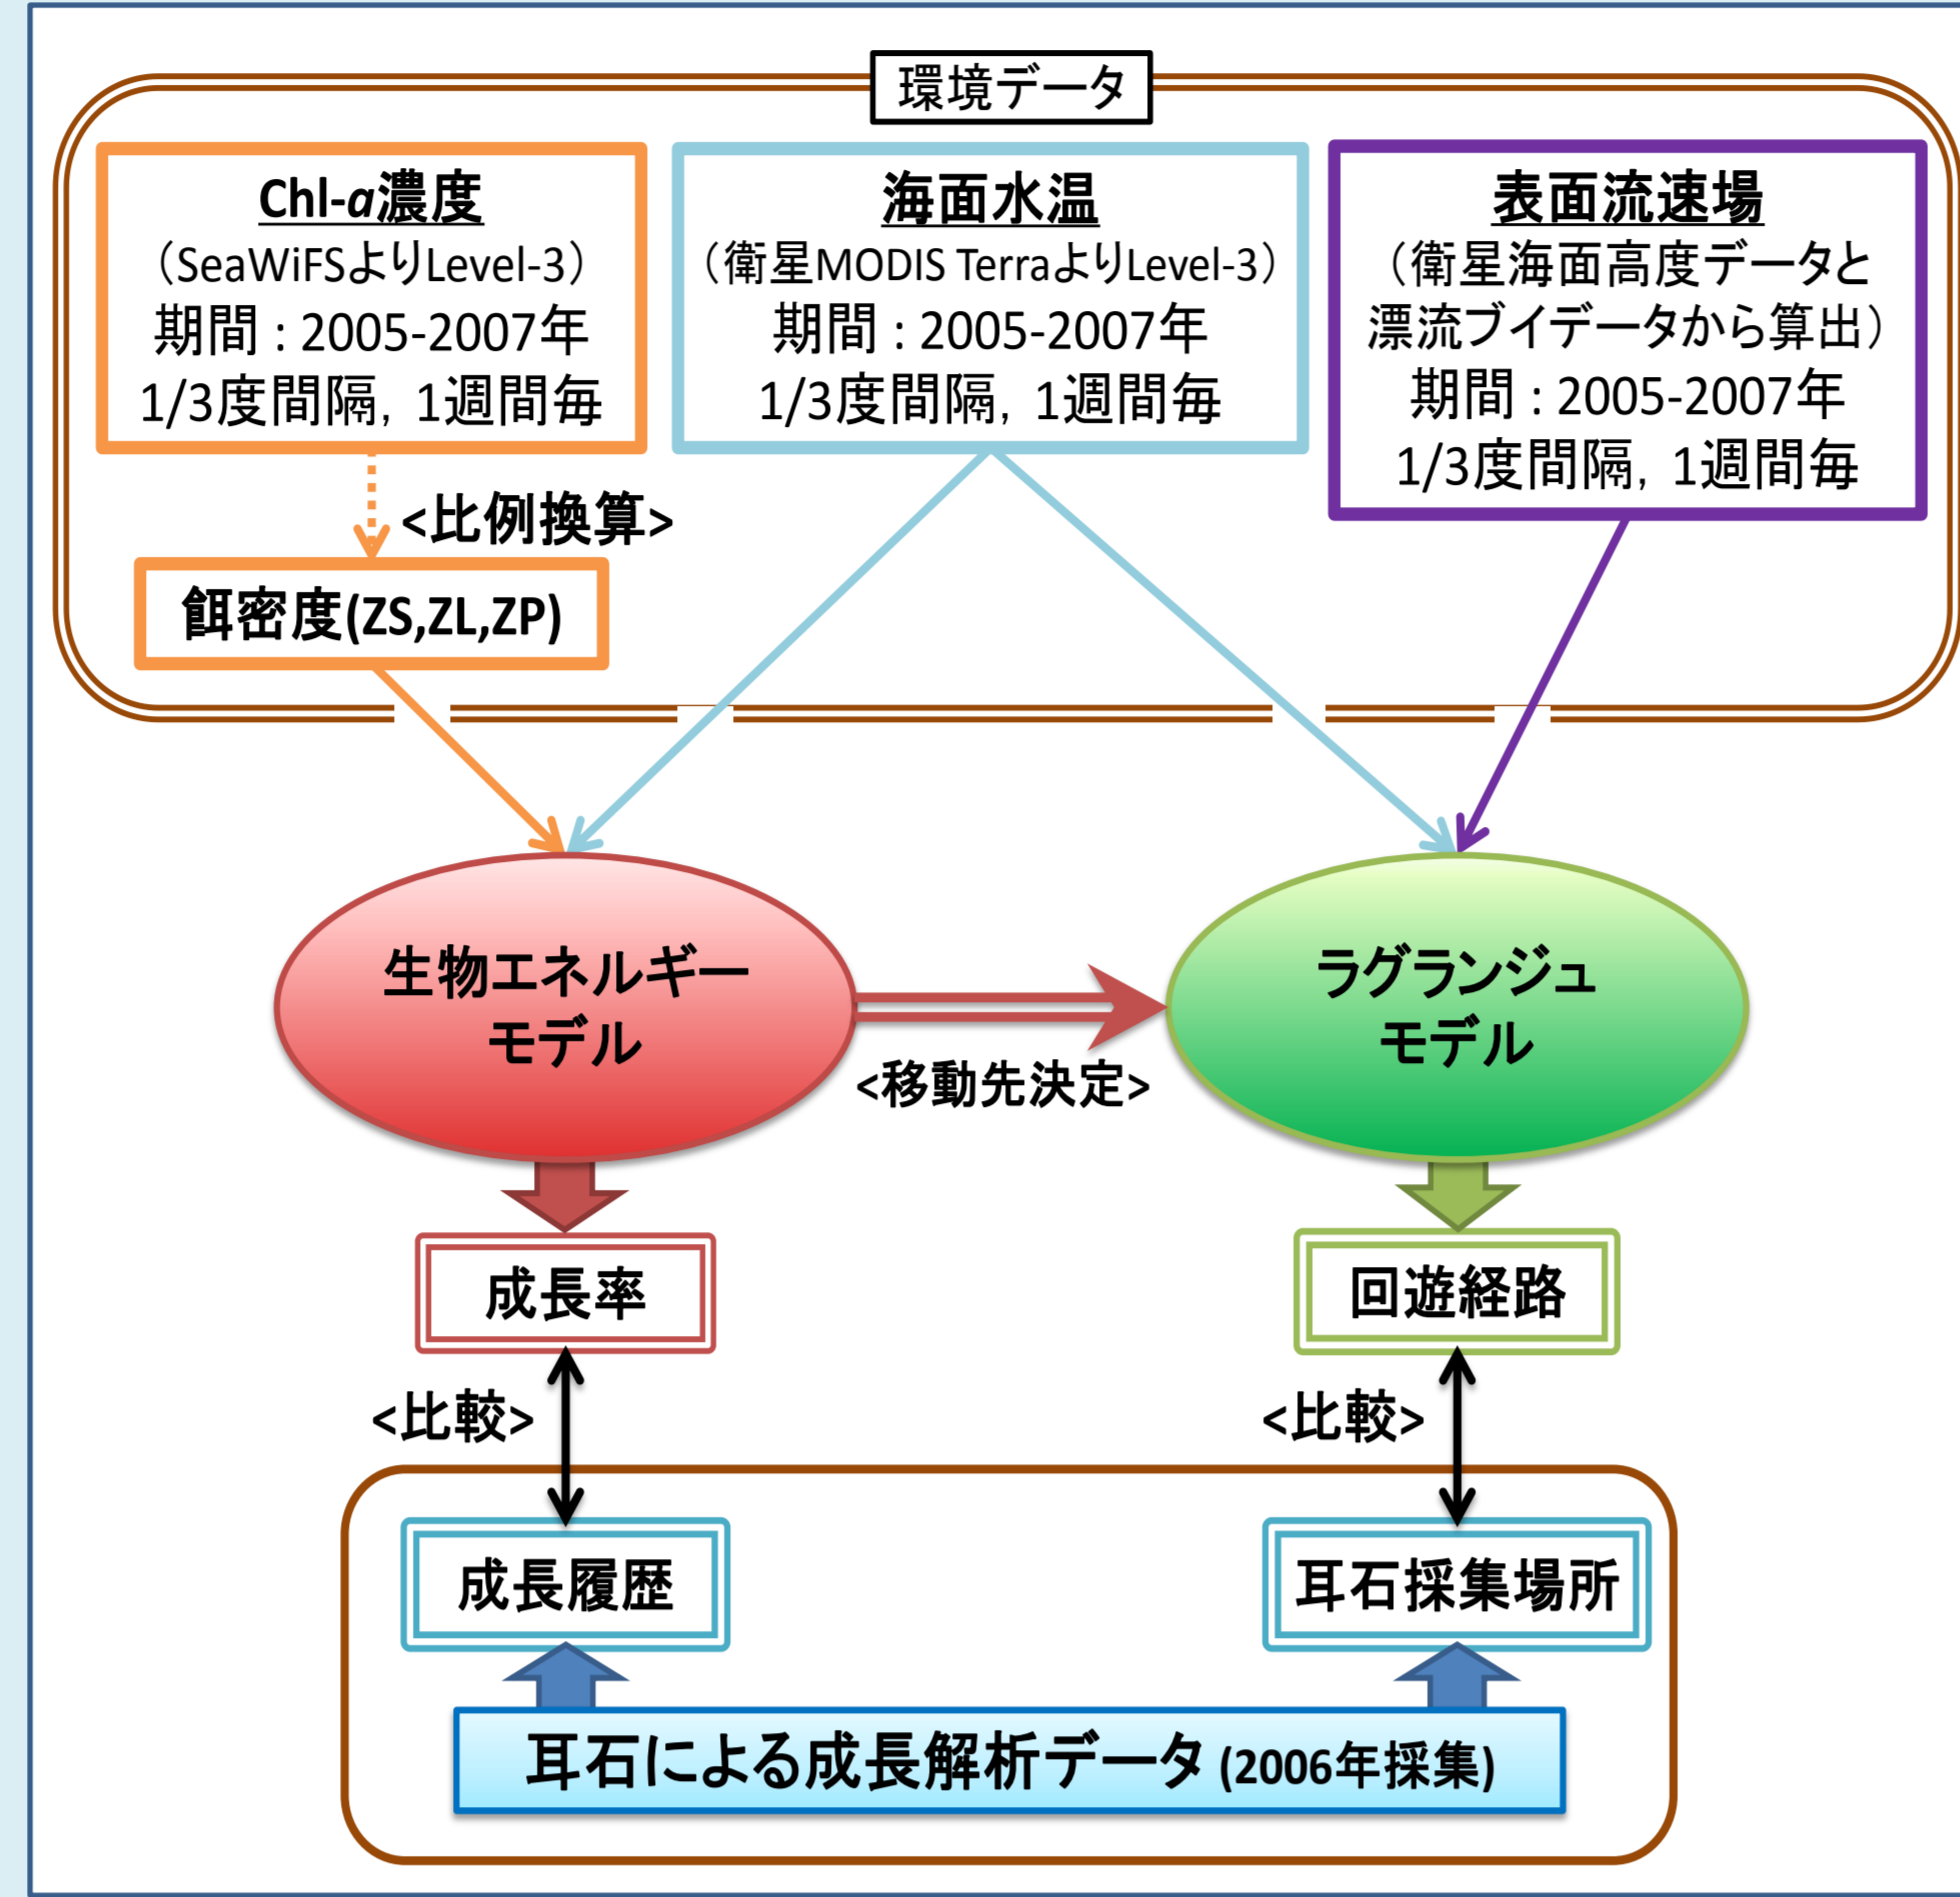 環境データ
Chl-a濃度
（SeaWiFSよりLevel-3）
期間 : 2005-2007年
1/3度間隔，1週間毎
海面水温
（衛星MODIS TerraよりLevel-3）
期間 : 2005-2007年
1/3度間隔，1週間毎
表面流速場
（衛星海面高度データと
漂流ブイデータから算出）
期間 : 2005-2007年
1/3度間隔，1週間毎
<比例換算>
餌密度(ZS,ZL,ZP)
生物エネルギー
モデル
<移動先決定>
ラグランジュ
モデル
成長率
回遊経路
<比較>
<比較>
成長履歴
耳石採集場所
耳石による成長解析データ (2006年採集)